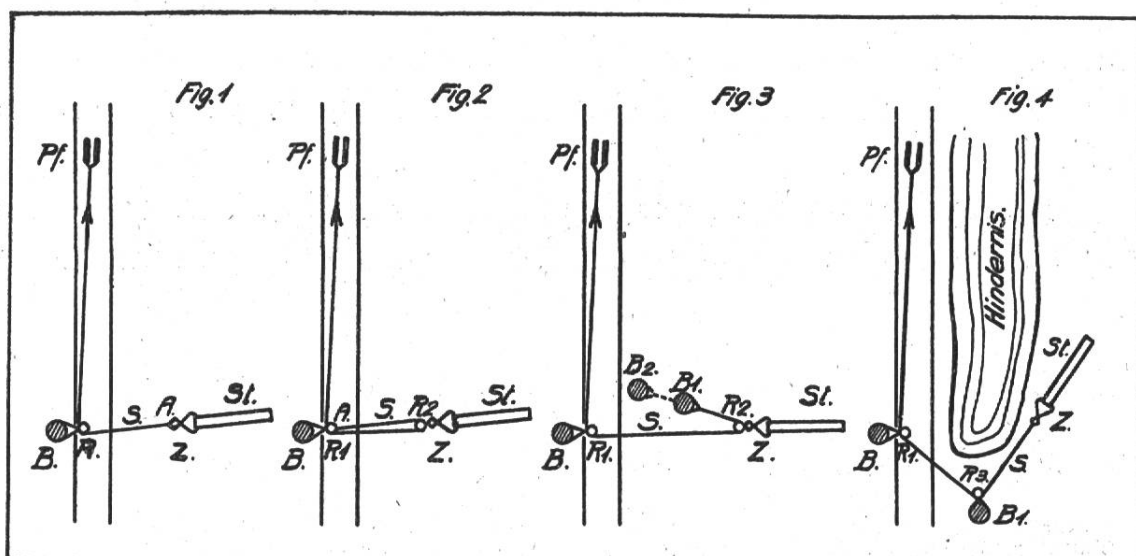 Fig.1
Pf.
A.
St.
S.
B.
R1.
Z.
Fig.2
Pf.
A.
S.
R2
St.
B.
R1
Z.
Fig.3
Pf.
B2.
B1.
R2.
St.
S.
B.
R1.
Z.
Fig.4
Pf.
Hindernis.
St.
Z.
S.
B.
R1.
R3.
B1.